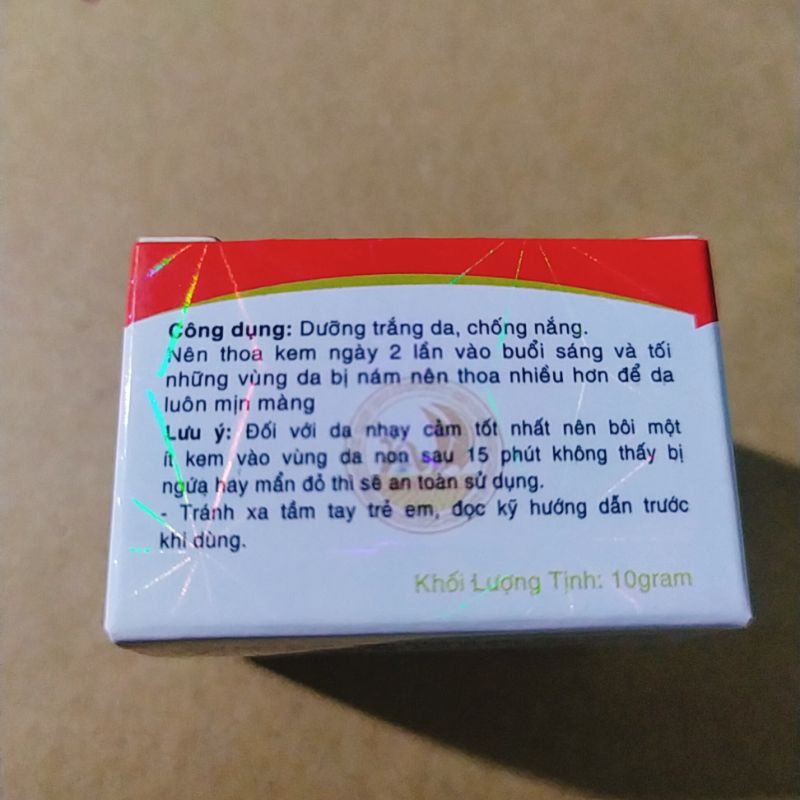 Công dụng: Dưỡng trắng da, chống nắng.
Nên thoa kem ngày 2 lần vào buổi sáng và tối
những vùng da bị nám nên thoa nhiều hơn để da
luôn mịn màng
Lưu ý: Đối với da nhạy cảm tốt nhất nên bôi một
ít kem vào vùng da non sau 15 phút không thấy bị
ngứa hay mẩn đỏ thì sẽ an toàn sử dụng.
- Tránh xa tầm tay trẻ em, đọc kỹ hướng dẫn trước
khi dùng.
Khối Lượng Tịnh: 10gram